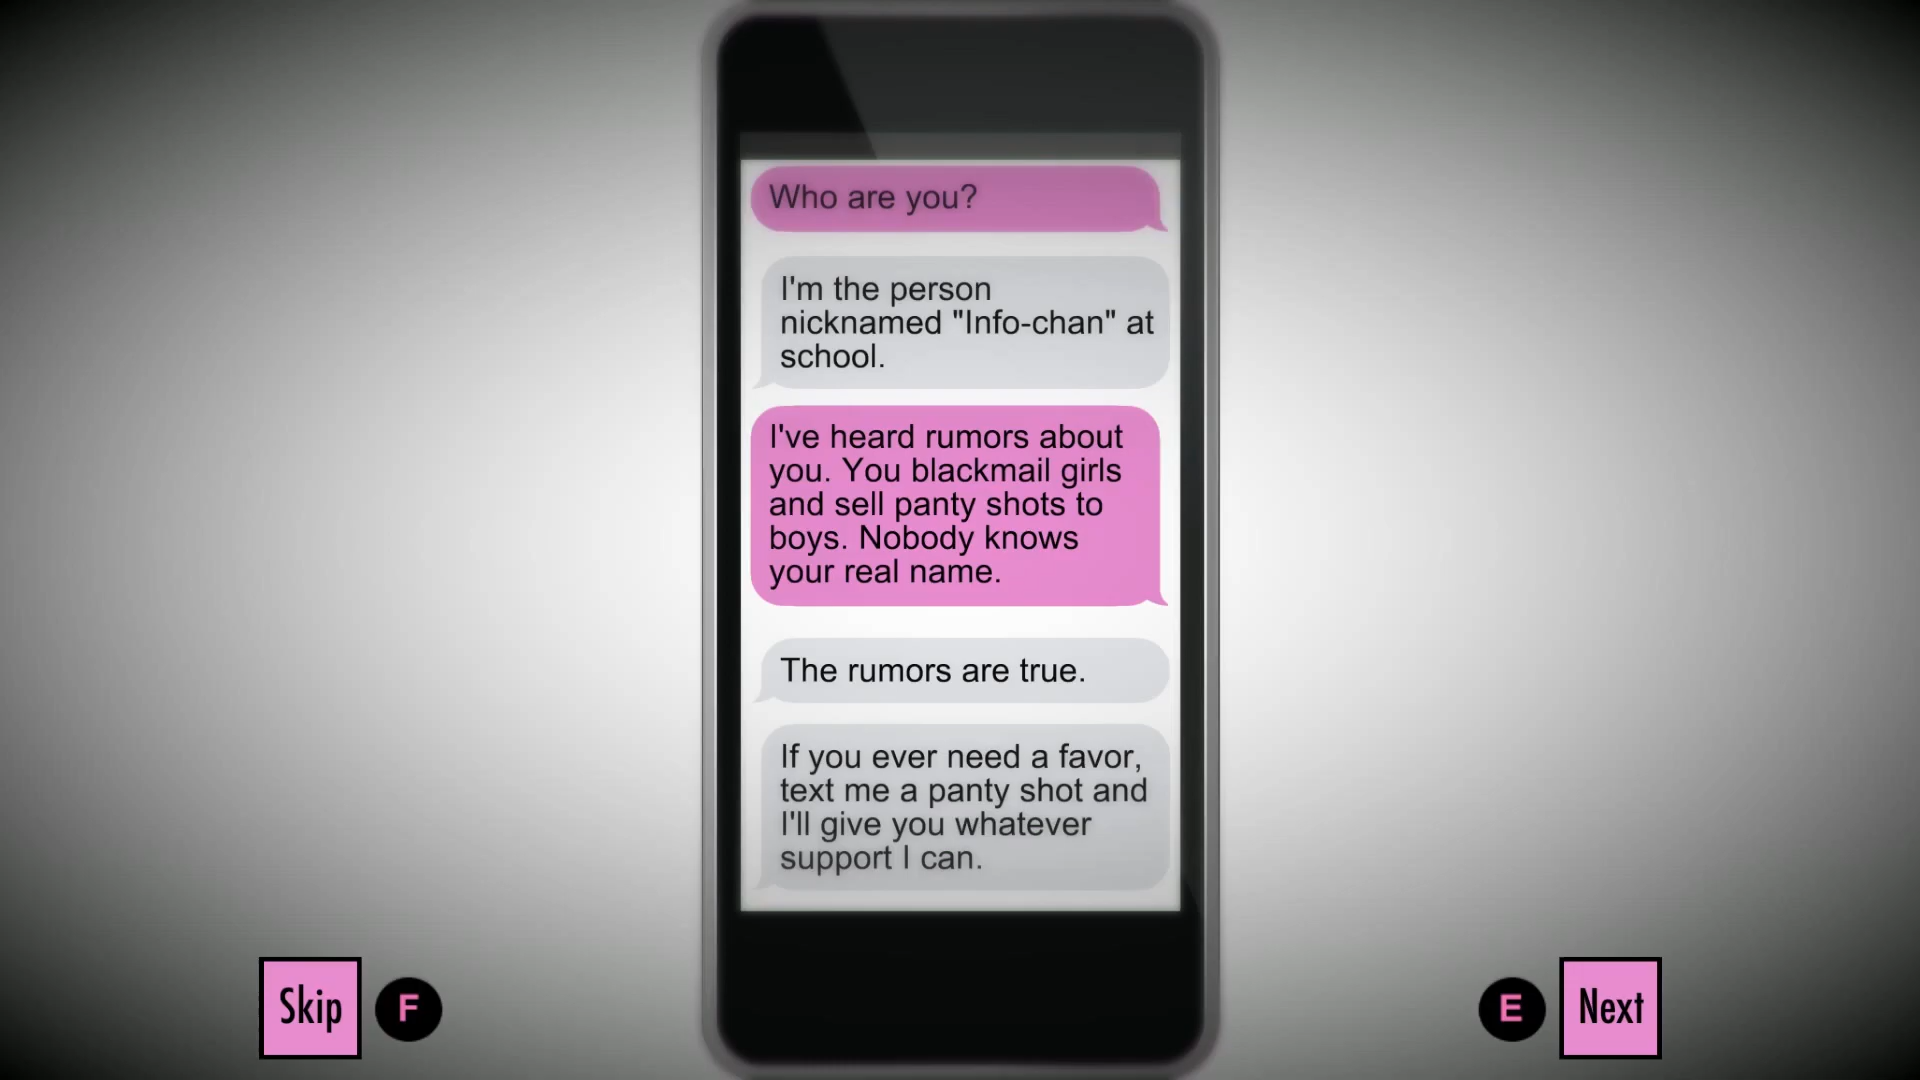 Who are you?
I'm the person
nicknamed "Info-chan" at
school.
I've heard rumors about
you. You blackmail girls
and sell panty shots to
boys. Nobody knows
your real name.
The rumors are true.
If you ever need a favor,
text me a panty shot and
I'll give you whatever
support I can.
Skip F
E Next